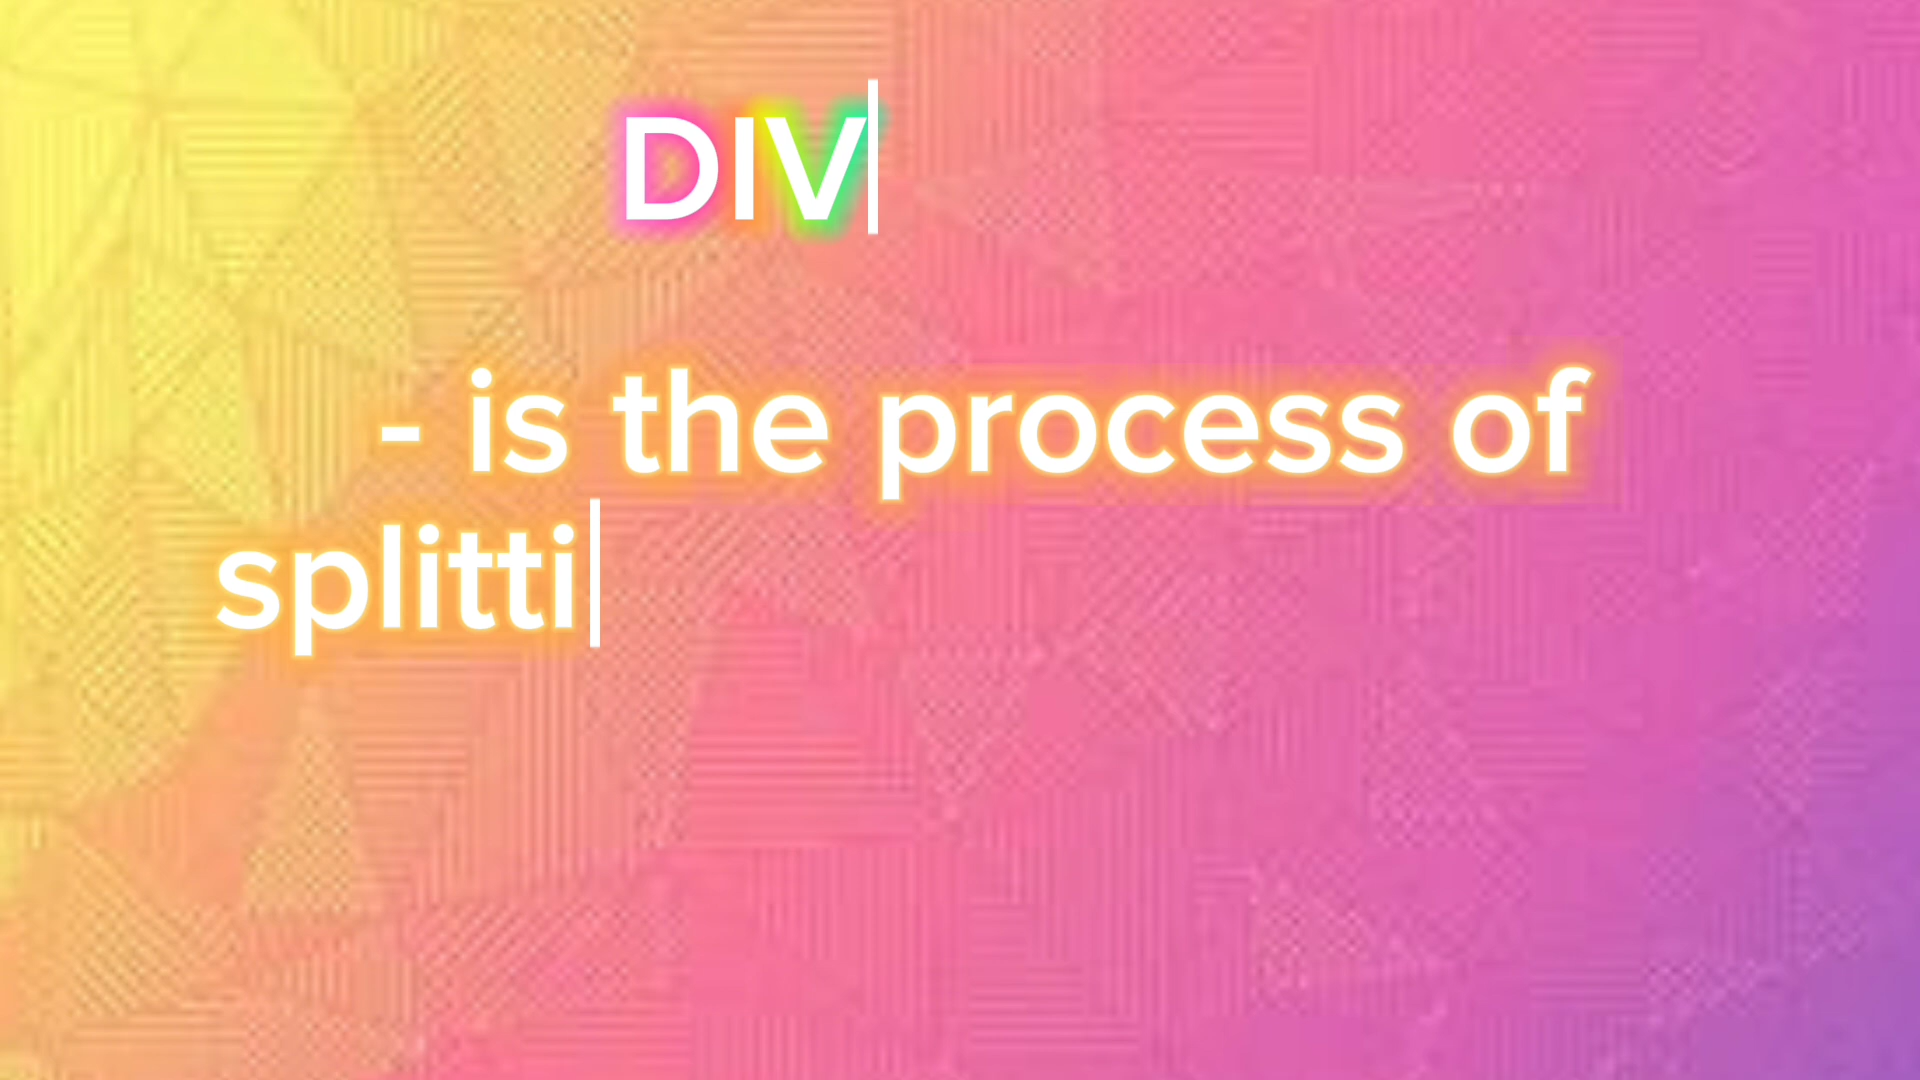 DIV
- is the process of
splitti